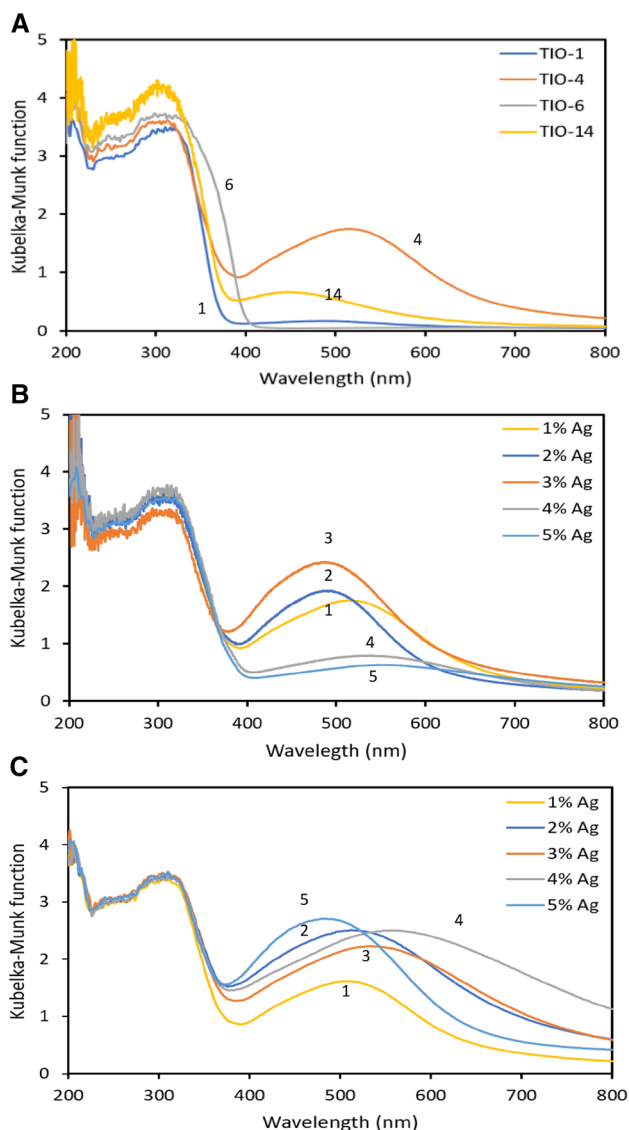 A
5
4
3
2
1
0
Kubelka-Munk function
TIO-1
TIO-4
TIO-6
TIO-14
6
4
1
14
200 300 400 500 600 700 800
Wavelength (nm)
B
5
4
3
2
1
0
Kubelka-Munk function
1% Ag
2% Ag
3% Ag
4% Ag
5% Ag
3
2
1
4
5
200 300 400 500 600 700 800
Wavelegth (nm)
C
5
4
3
2
1
0
Kubelka-Munk function
1% Ag
2% Ag
3% Ag
4% Ag
5% Ag
5
2
4
3
1
200 300 400 500 600 700 800
Wavelength (nm)